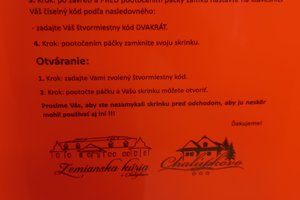 3. Krok: po zavretí a PRED pootočením páčky zámku nastavte na klávesnici
Váš číselný kód podľa nasledovného:
- zadajte Váš štvormiestny kód DVAKRÁT.
4. Krok: pootočením páčky zamknite svoju skrinku.
Otváranie:
1. Krok: zadajte Vami zvolený štvormiestny kód.
2. Krok: pootočte páčku a Vašu skrinku môžete otvoriť.
Prosíme Vás, aby ste nezamykali skrinku pred odchodom, aby ju neskôr
mohli používať aj iní !!!
Ďakujeme!
Zemianska kúria
Chalupkovo